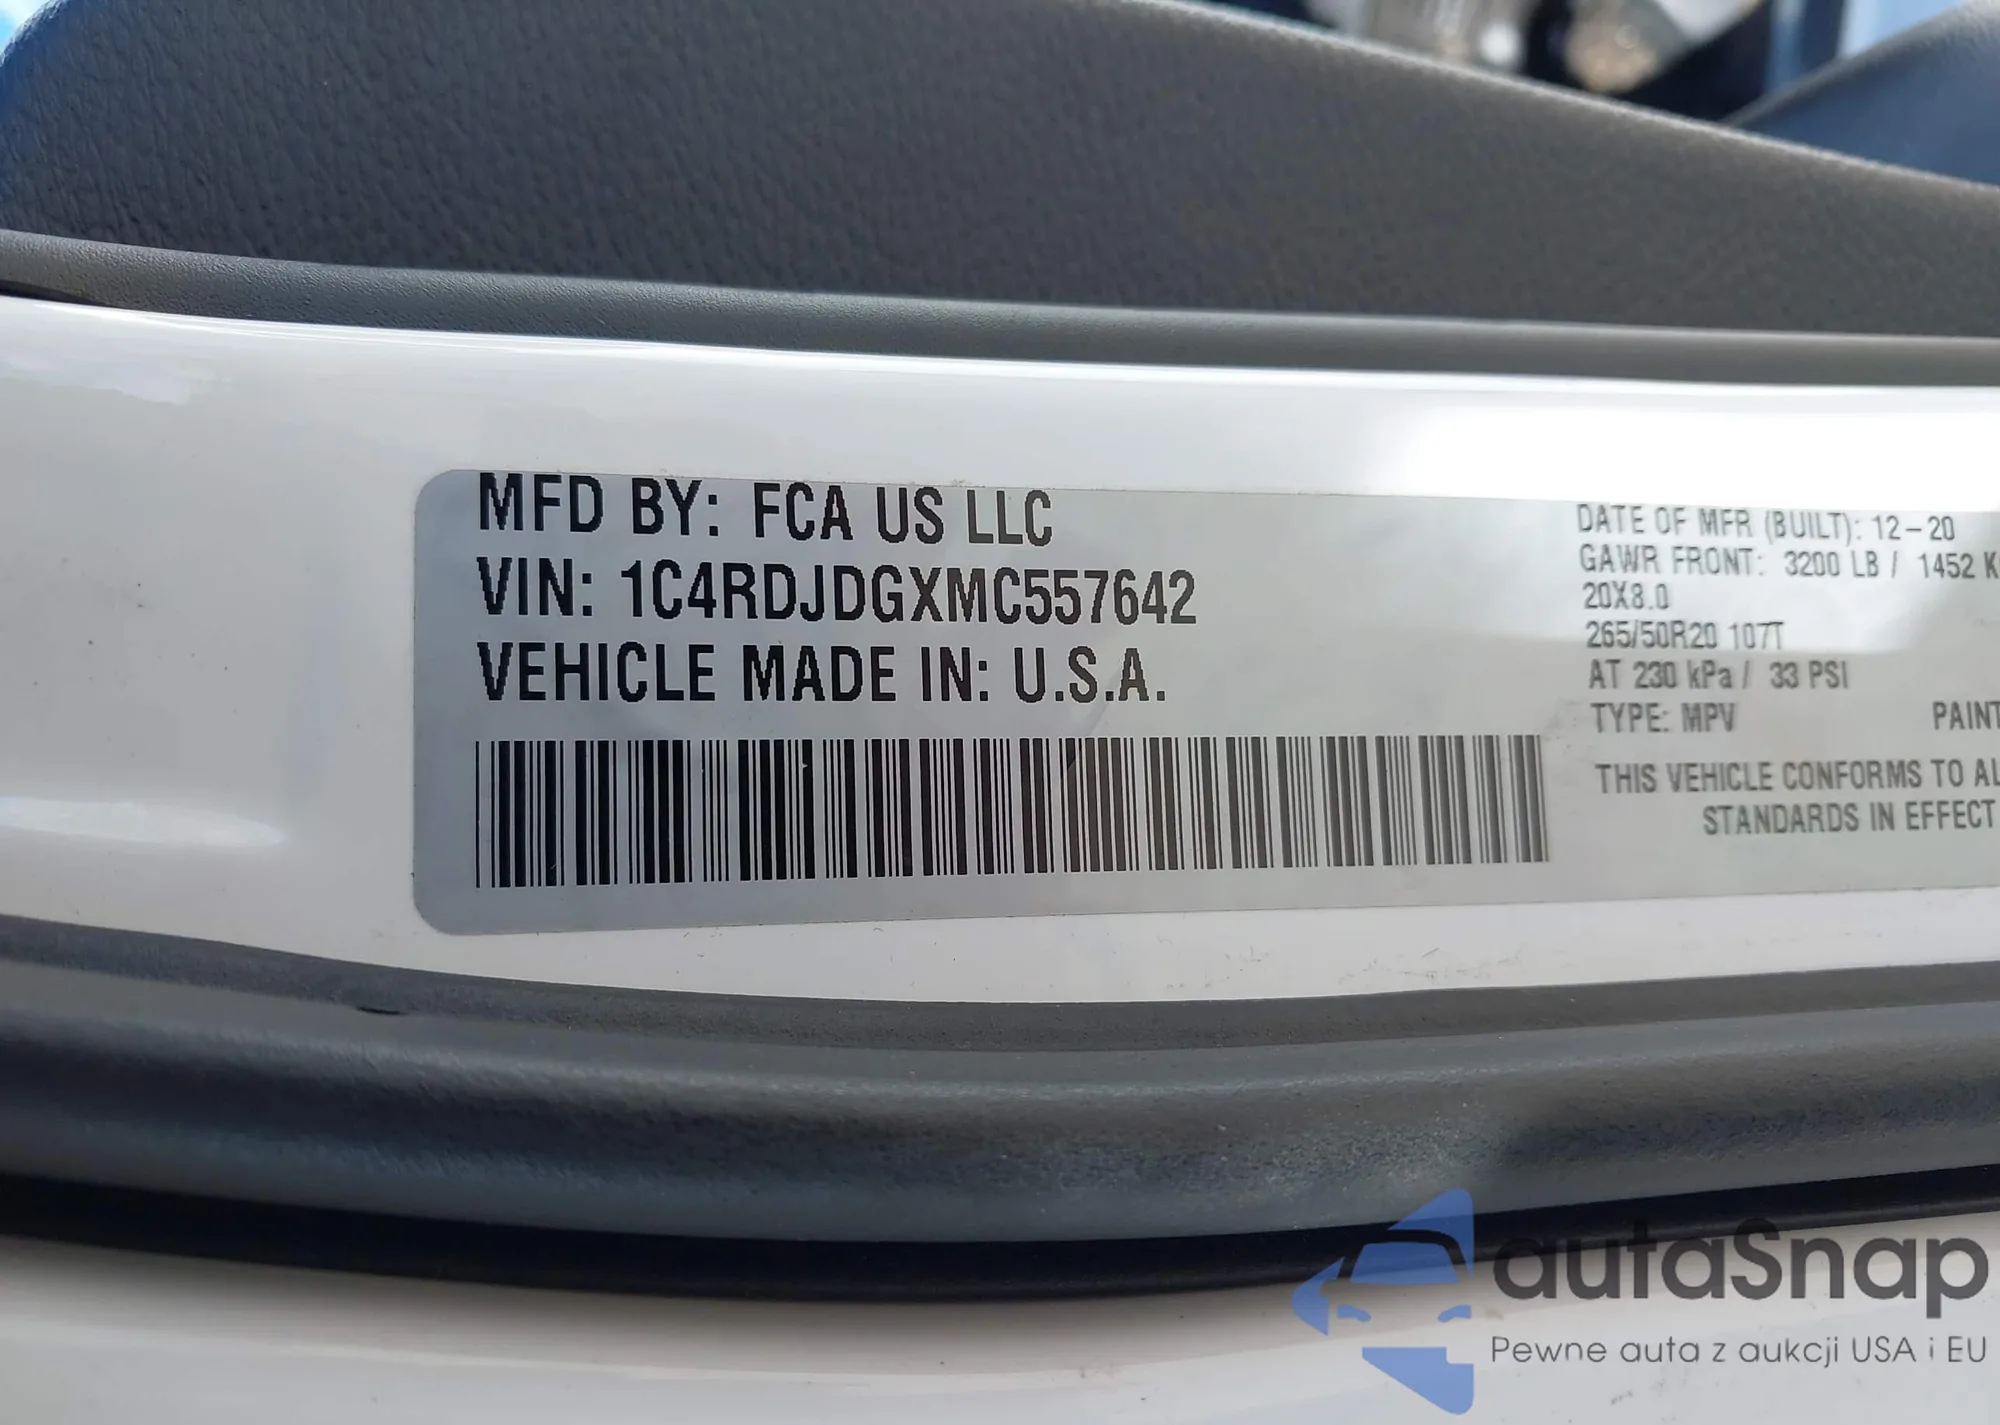 MFD BY: FCA US LLC
VIN: 1C4RDJDGXMC557642
VEHICLE MADE IN: U.S.A.
DATE OF MFR (BUILT): 12-20
GAWR FRONT: 3200 LB / 1452 K
20X8.0
265/50R20 107T
AT 230 kPa / 33 PSI
TYPE: MPV PAINT
THIS VEHICLE CONFORMS TO AL
STANDARDS IN EFFECT
autaSnap
Pewne auta z aukcji USA i EU